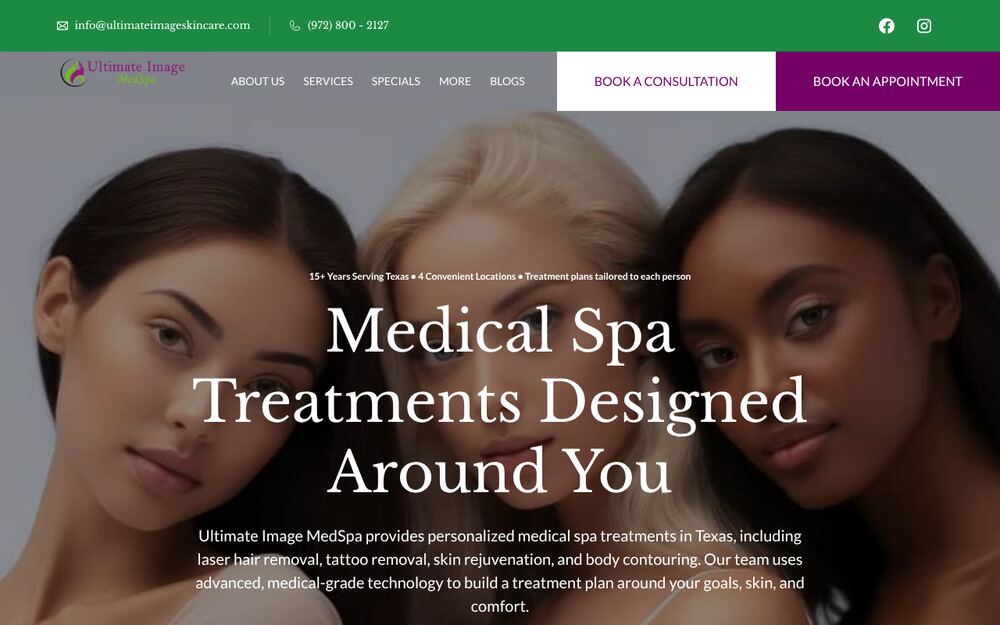 info@ultimateimageskincare.com
(972) 800 - 2127
Ultimate Image
MedSpa
ABOUT US
SERVICES
SPECIALS
MORE
BLOGS
BOOK A CONSULTATION
BOOK AN APPOINTMENT
15+ Years Serving Texas • 4 Convenient Locations • Treatment plans tailored to each person
Medical Spa
Treatments Designed
Around You
Ultimate Image MedSpa provides personalized medical spa treatments in Texas, including
laser hair removal, tattoo removal, skin rejuvenation, and body contouring. Our team uses
advanced, medical-grade technology to build a treatment plan around your goals, skin, and
comfort.